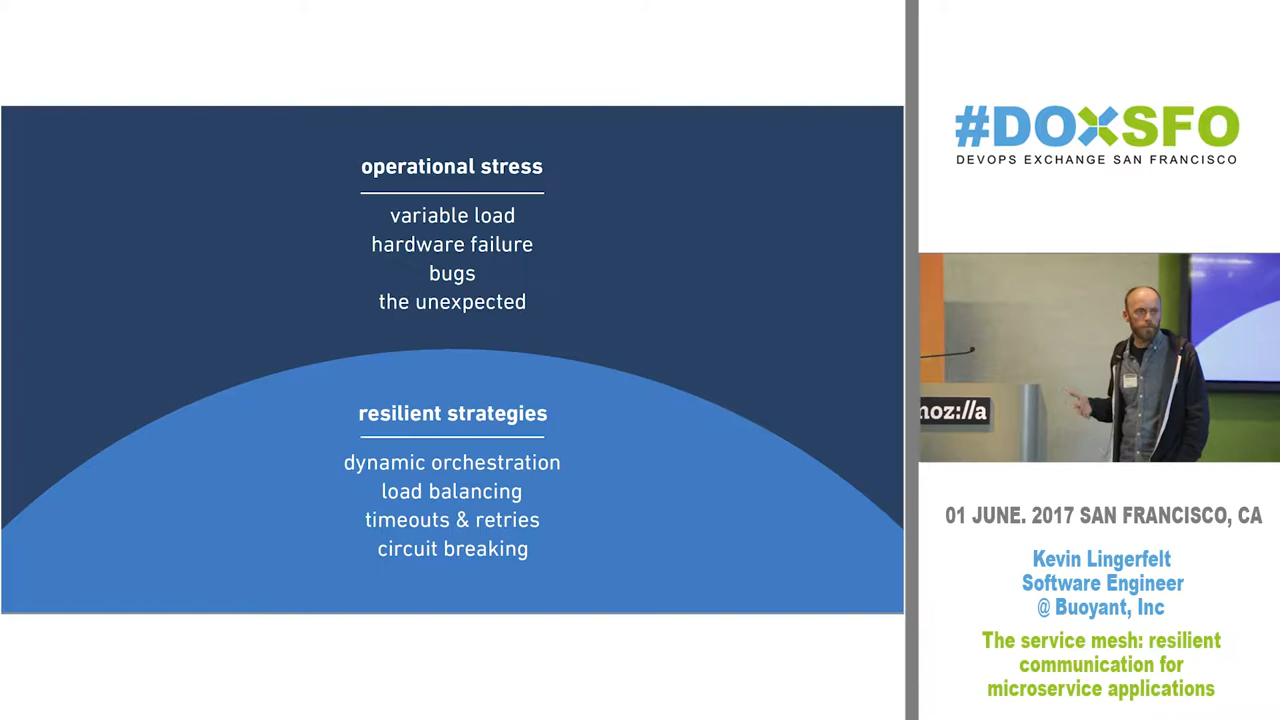 operational stress
variable load
hardware failure
bugs
the unexpected
resilient strategies
dynamic orchestration
load balancing
timeouts & retries
circuit breaking
#DOXSFO
DEVOPS EXCHANGE SAN FRANCISCO
moz://a
01 JUNE. 2017 SAN FRANCISCO, CA
Kevin Lingerfelt
Software Engineer
@ Buoyant, Inc
The service mesh: resilient
communication for
microservice applications